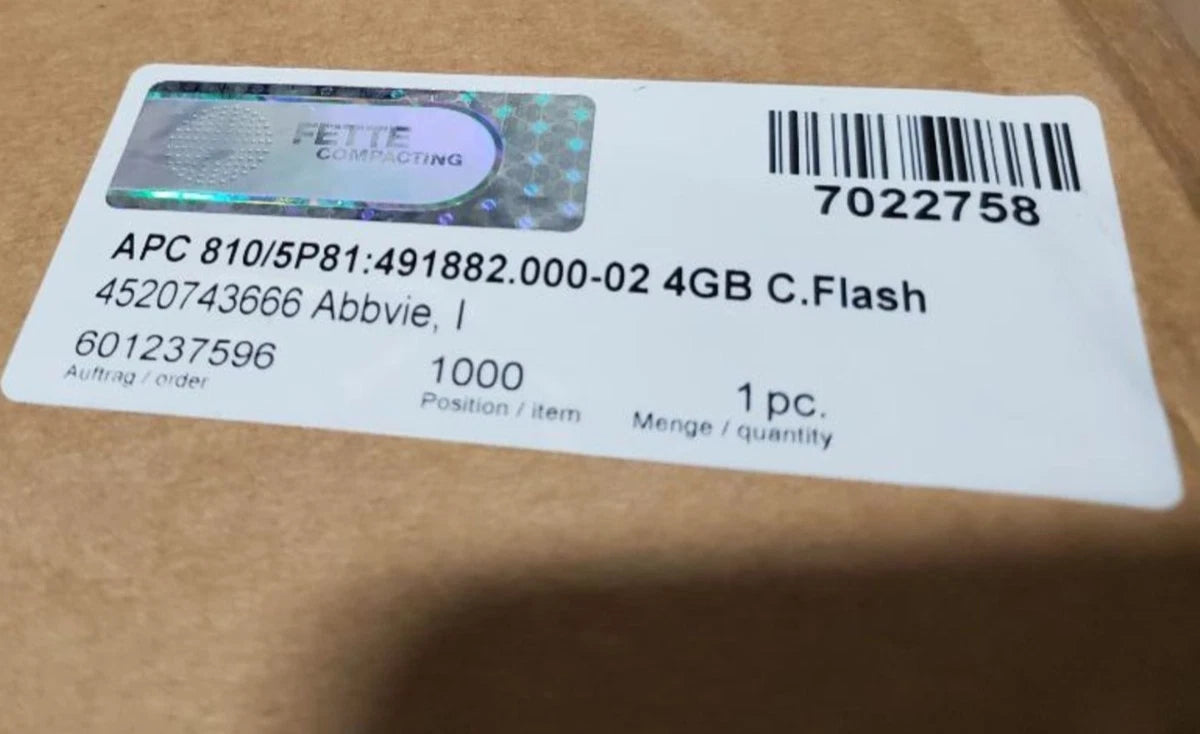 FETTE
COMPACTING
7022758
APC 810/5P81:491882.000-02 4GB C.Flash
4520743666 Abbvie, I
601237596
Auftrag / order
1000
Position / item
1 pc.
Menge / quantity